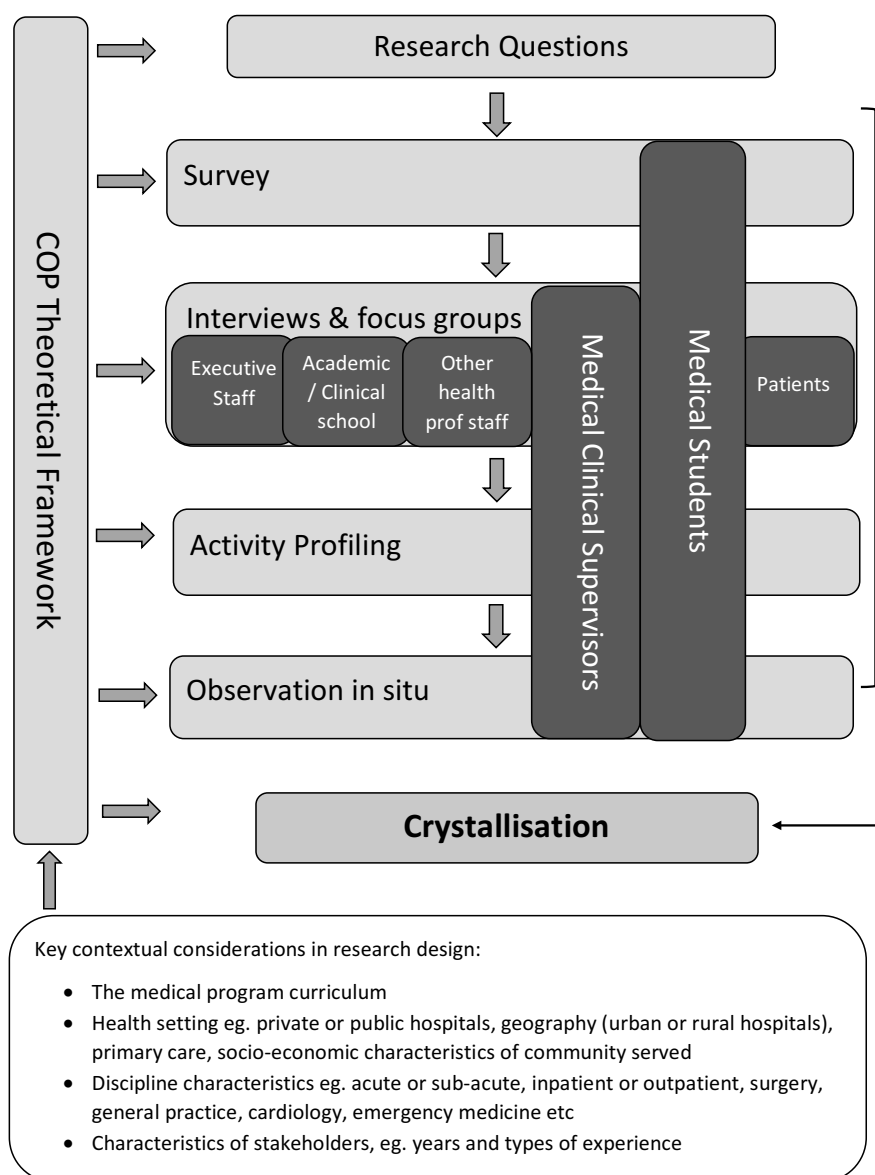 Research Questions
COP Theoretical Framework
Survey
Interviews & focus groups
Executive
Staff
Academic
/ Clinical
school
Other
health
prof staff
Medical Clinical Supervisors
Medical Students
Patients
Activity Profiling
Observation in situ
Crystallisation
Key contextual considerations in research design:
• The medical program curriculum
• Health setting eg. private or public hospitals, geography (urban or rural hospitals),
primary care, socio-economic characteristics of community served
• Discipline characteristics eg. acute or sub-acute, inpatient or outpatient, surgery,
general practice, cardiology, emergency medicine etc
• Characteristics of stakeholders, eg. years and types of experience